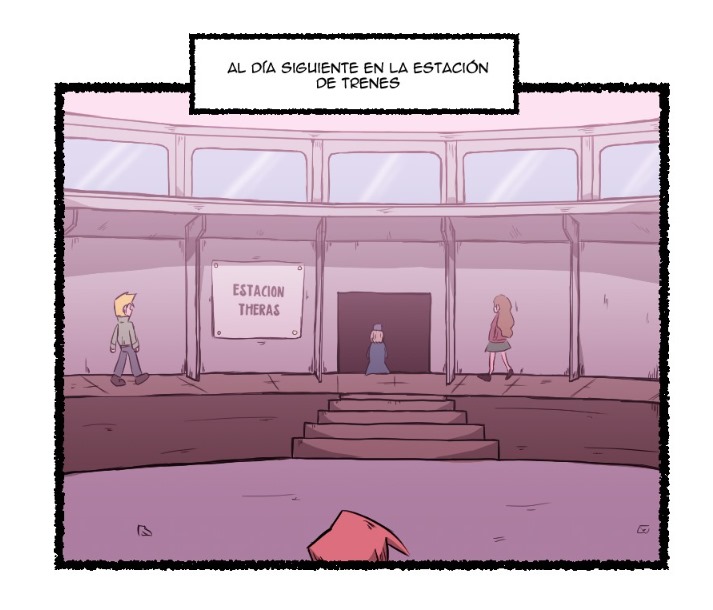 AL DÍA SIGUIENTE EN LA ESTACIÓN
DE TRENES
ESTACION
THERAS